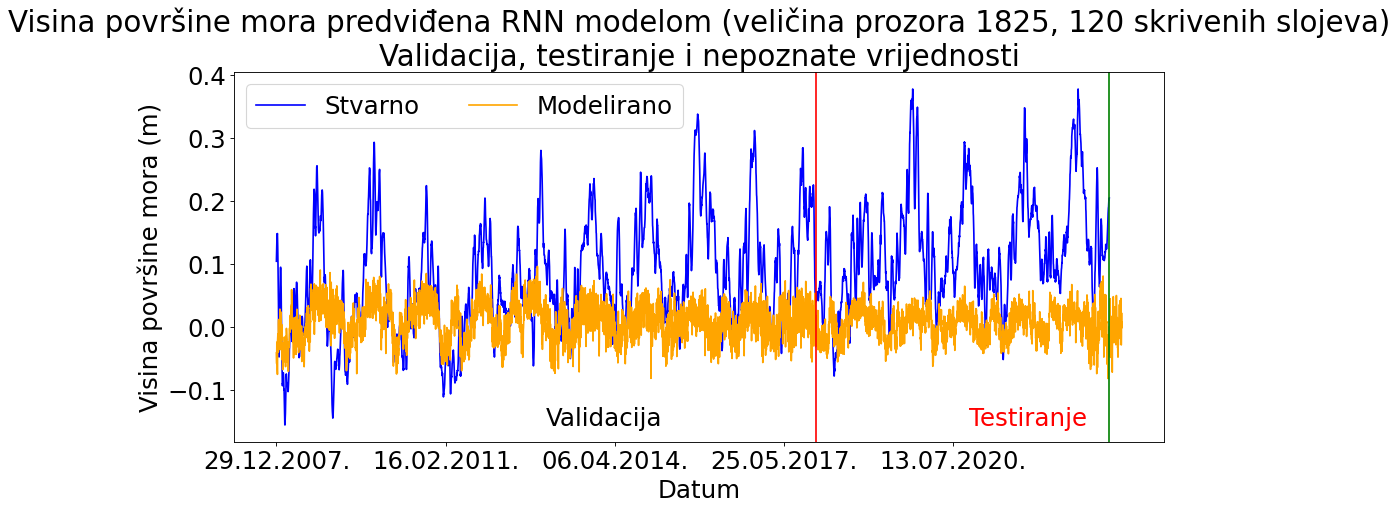 Visina površine mora predviđena RNN modelom (veličina prozora 1825, 120 skrivenih slojeva)
Validacija, testiranje i nepoznate vrijednosti
Stvarno Modelirano
Visina površine mora (m)
0.4
0.3
0.2
0.1
0.0
−0.1
Validacija Testiranje
29.12.2007. 16.02.2011. 06.04.2014. 25.05.2017. 13.07.2020.
Datum